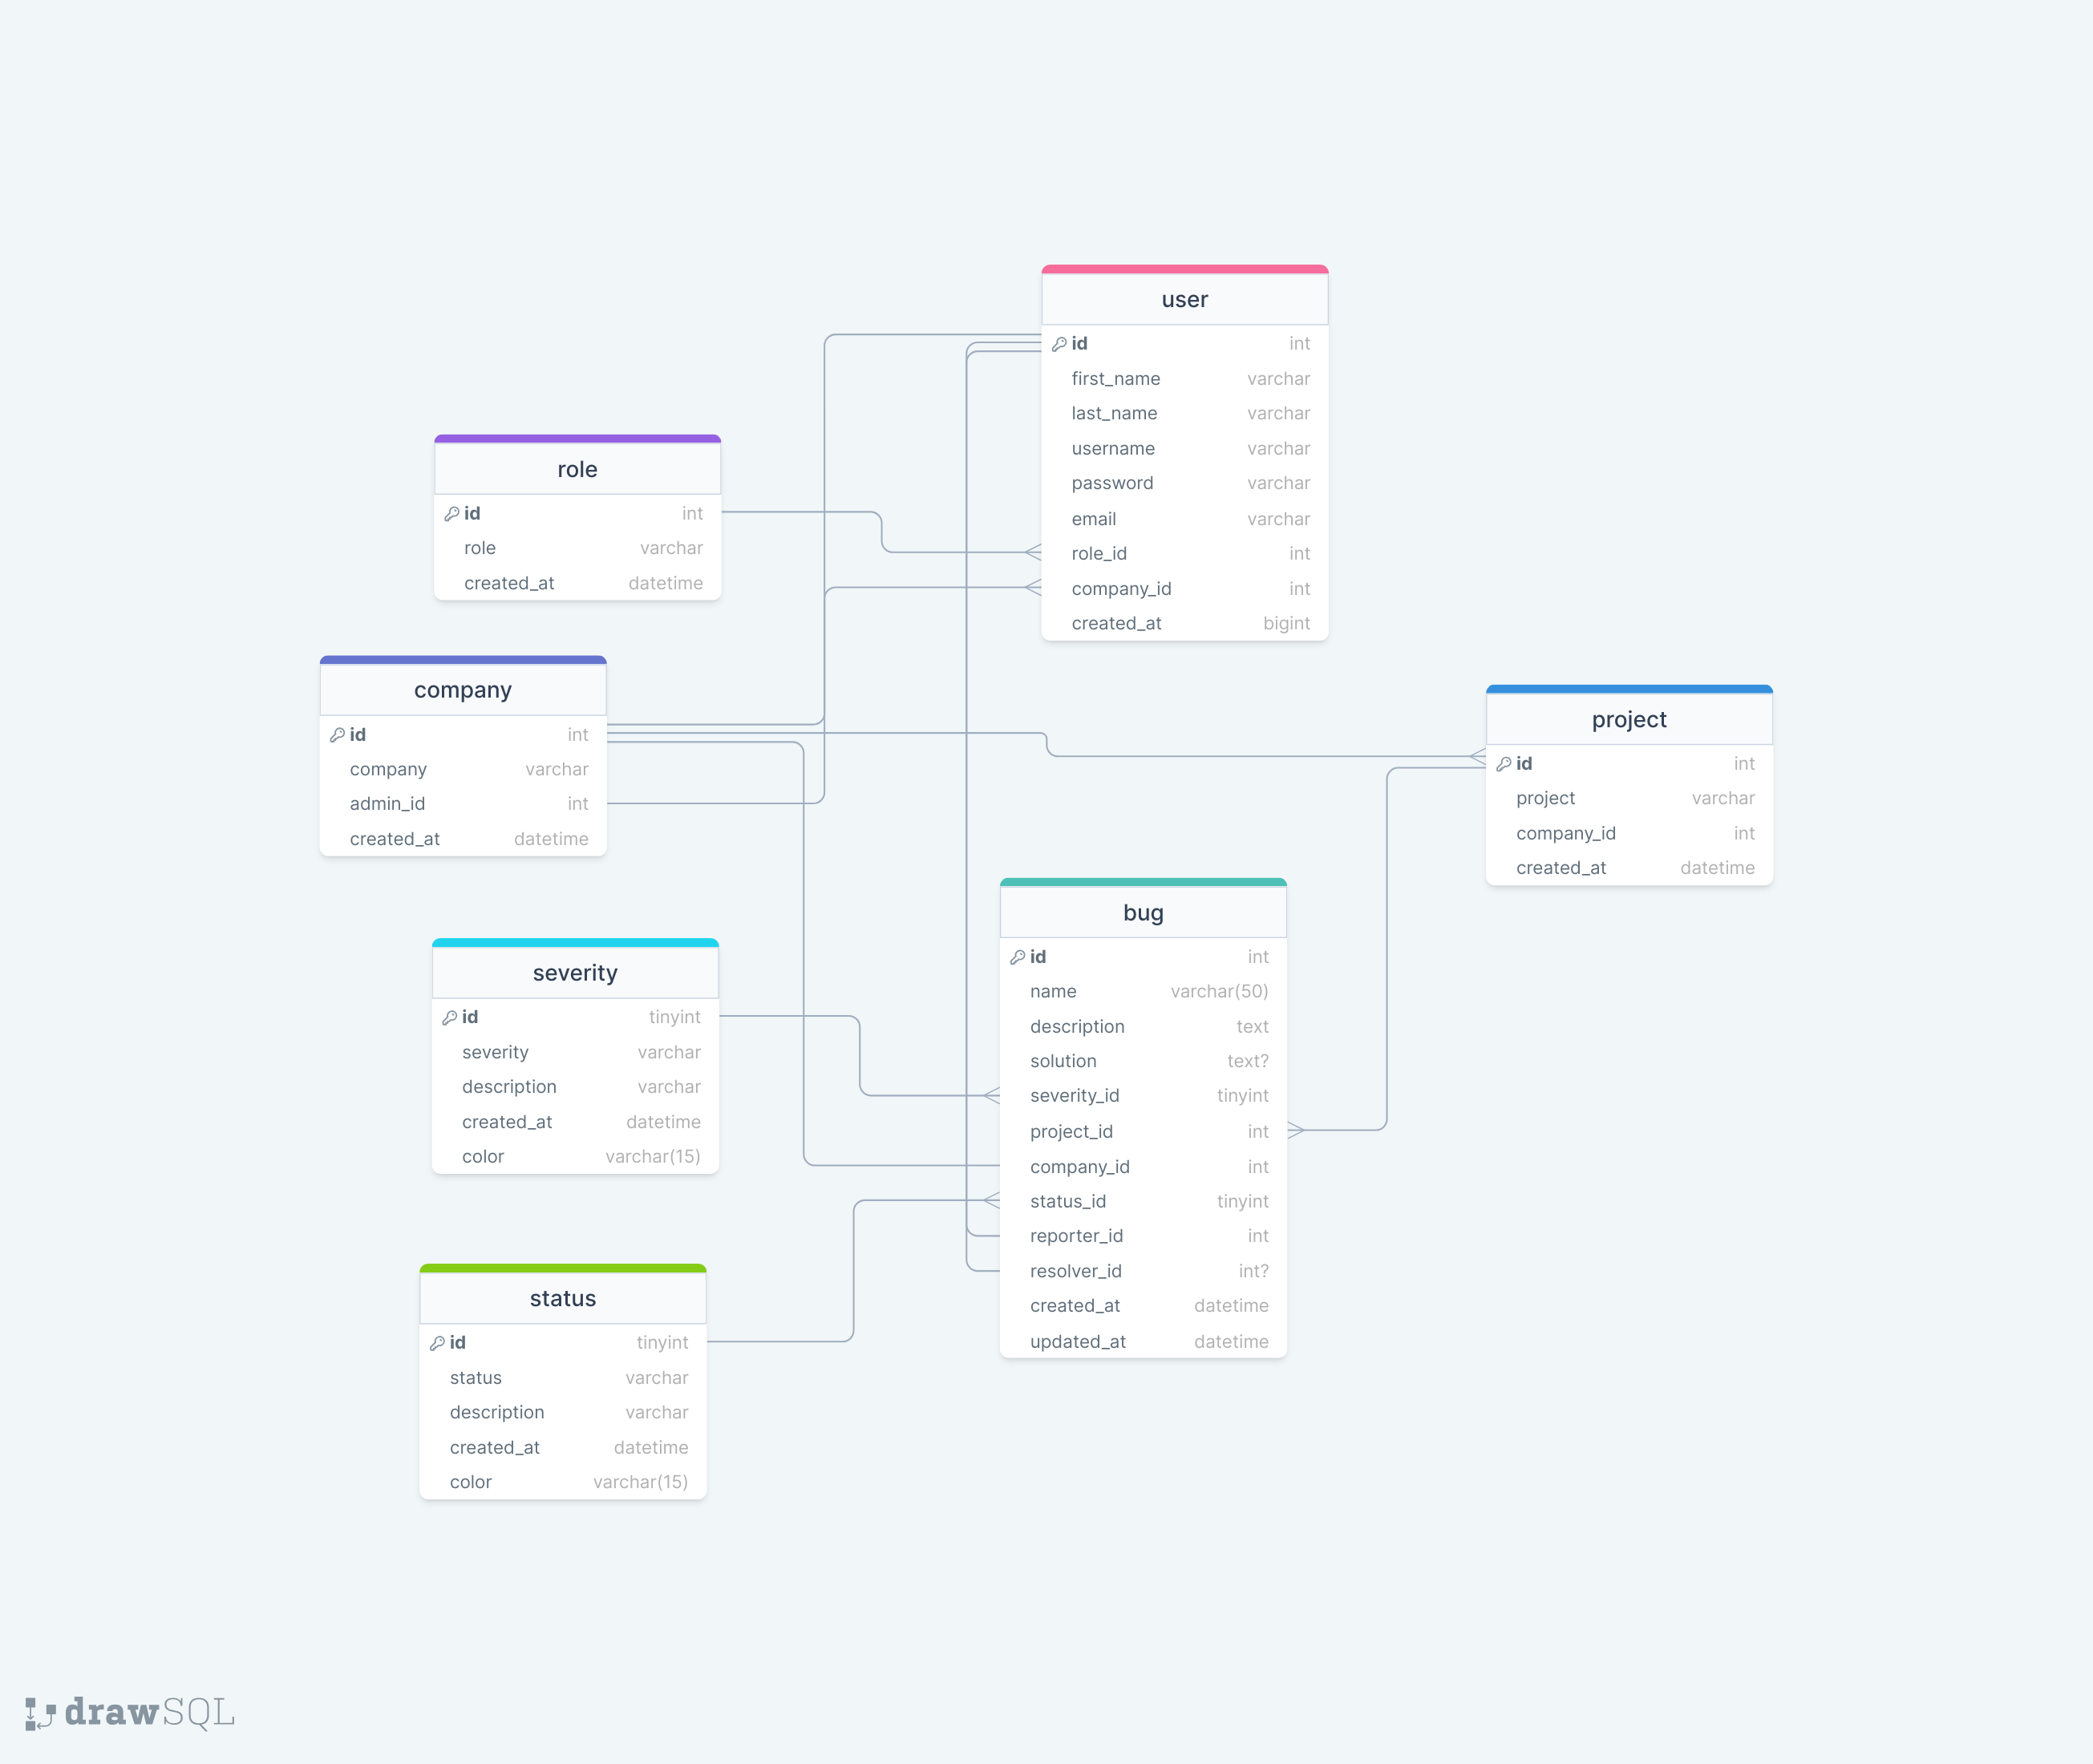 user
id int
first_name varchar
last_name varchar
username varchar
password varchar
email varchar
role_id int
company_id int
created_at bigint
role
id int
role varchar
created_at datetime
company
id int
company varchar
admin_id int
created_at datetime
project
id int
project varchar
company_id int
created_at datetime
bug
id int
name varchar(50)
description text
solution text?
severity_id tinyint
project_id int
company_id int
status_id tinyint
reporter_id int
resolver_id int?
created_at datetime
updated_at datetime
severity
id tinyint
severity varchar
description varchar
created_at datetime
color varchar(15)
status
id tinyint
status varchar
description varchar
created_at datetime
color varchar(15)
drawSQL